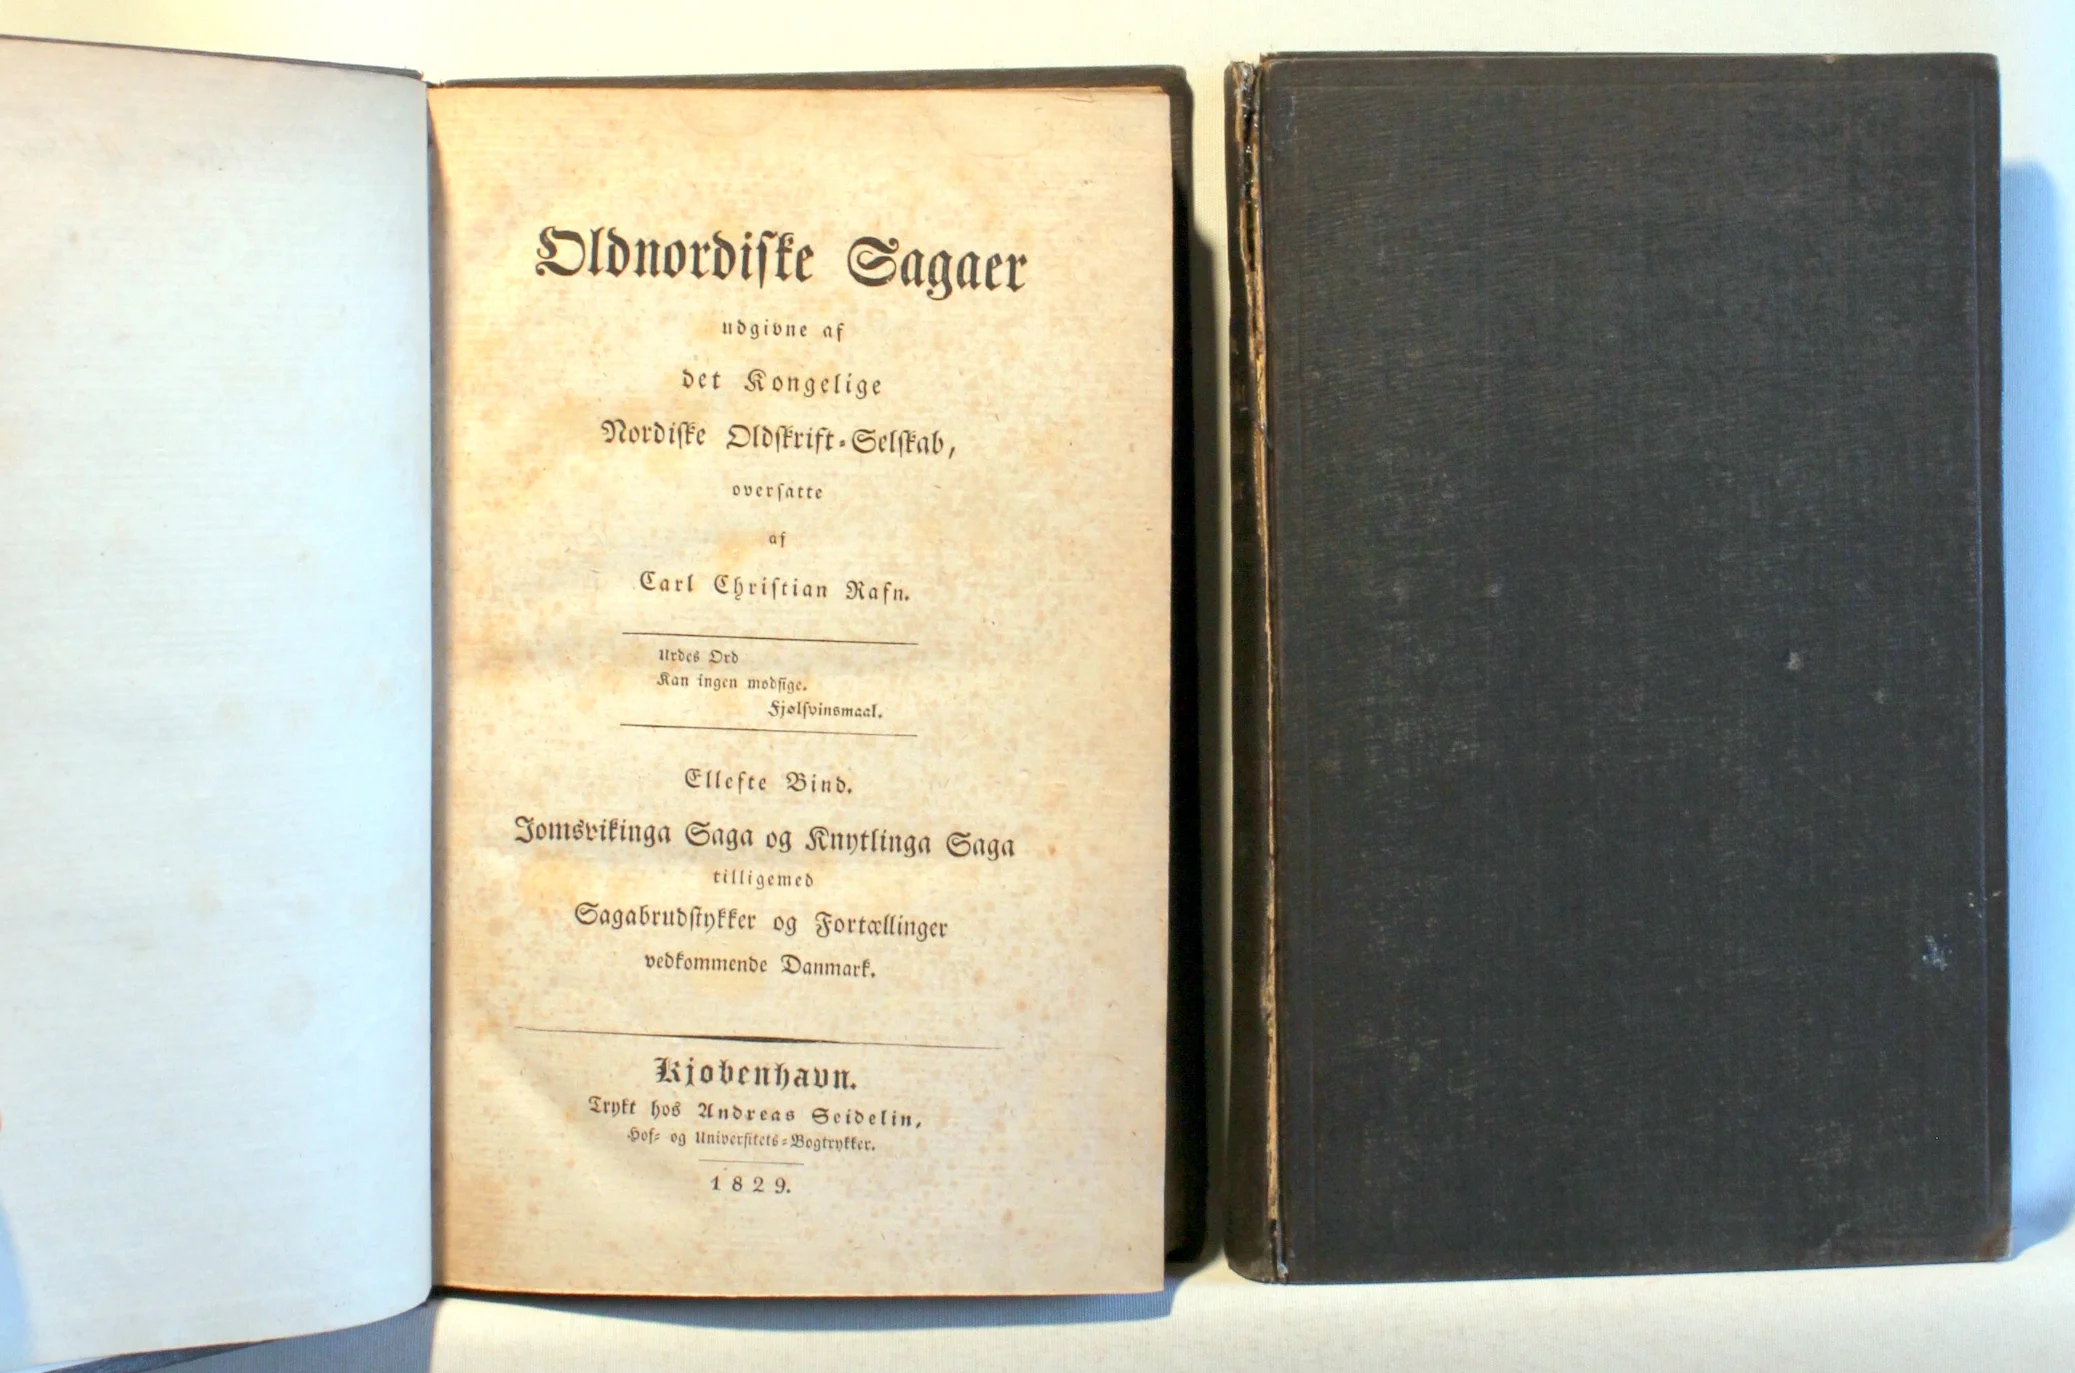 Oldnordiske Sagaer
udgivne af
det Kongelige
Nordiske Oldskrift-Selskab,
oversatte
af
Carl Christian Rafn.
Urdes Ord
Kan ingen modsige.
Fjølsvinsmaal.
Ellefte Bind.
Jomsvikinga Saga og Knytlinga Saga
tilligemed
Sagabrudstykker og Fortællinger
vedkommende Danmark.
Kjøbenhavn.
Trykt hos Andreas Seidelin,
Hof- og Universitets-Bogtrykker.
1829.